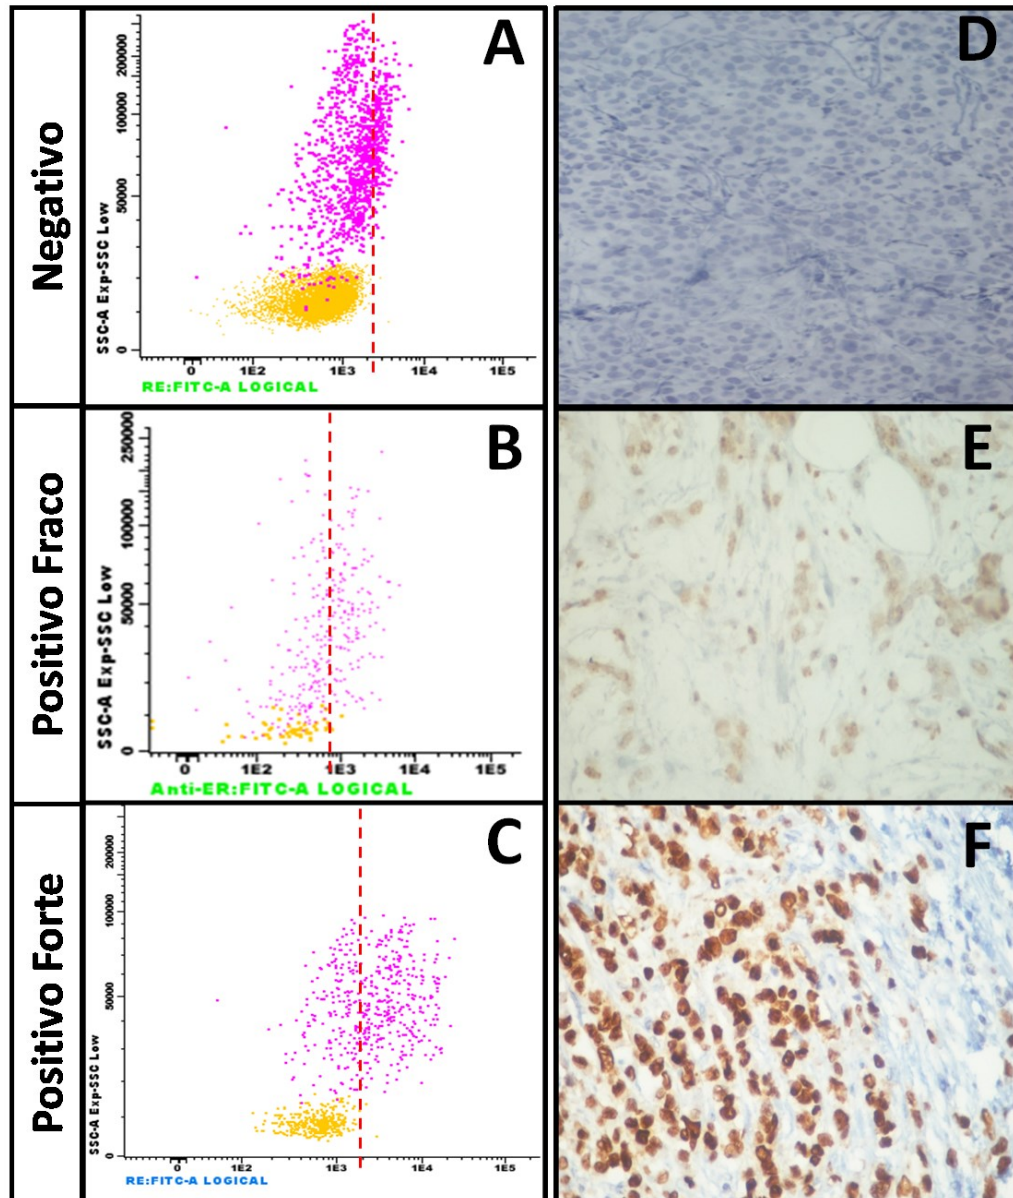 Negativo
A
SSC-A Exp-SSC Low
0
50000
100000
200000
0
1E2
1E3
1E4
1E5
RE:FITC-A LOGICAL
D
Positivo Fraco
B
SSC-A Exp-SSC Low
0
50000
100000
250000
0
1E2
1E3
1E4
1E5
Anti-ER:FITC-A LOGICAL
E
Positivo Forte
C
SSC-A Exp-SSC Low
0
50000
100000
200000
0
1E2
1E3
1E4
1E5
RE:FITC-A LOGICAL
F